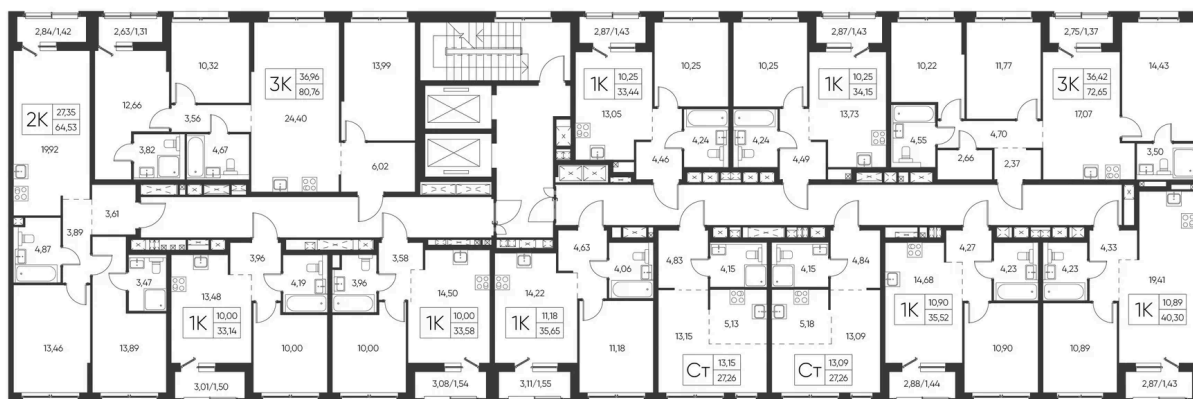 2,84/1,42 2,63/1,31 2,87/1,43 2,87/1,43 2,75/1,37
10,32 3К 36,96 80,76 13,99 1К 10,25 33,44 10,25 10,25 1К 10,25 34,15 10,22 11,77 3К 36,42 72,65 14,43
2К 27,35 64,53 12,66 3,56 24,40 13,05 13,73 17,07
19,92 3,82 4,67 6,02 4,46 4,24 4,24 4,49 4,55 2,66 4,70 2,37 3,50
3,61
3,89
4,87 3,96 3,58 4,63 4,83 4,84 4,27 4,33
3,47 13,48 4,19 3,96 14,50 14,22 4,06 4,15 4,15 14,68 4,23 4,23 19,41
1К 10,00 33,14 1К 10,00 33,58 1К 11,18 35,65 5,13 5,18 1К 10,90 35,52 1К 10,89 40,30
13,46 13,89 10,00 10,00 11,18 13,15 13,09 10,90 10,89
Ст 13,15 27,26 Ст 13,09 27,26
3,01/1,50 3,08/1,54 3,11/1,55 2,88/1,44 2,87/1,43